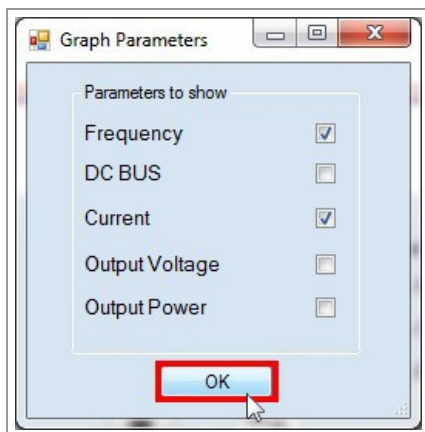 Graph Parameters
Parameters to show
Frequency
DC BUS
Current
Output Voltage
Output Power
OK